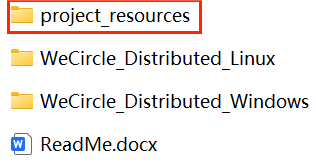 project_resources
WeCircle_Distributed_Linux
WeCircle_Distributed_Windows
ReadMe.docx